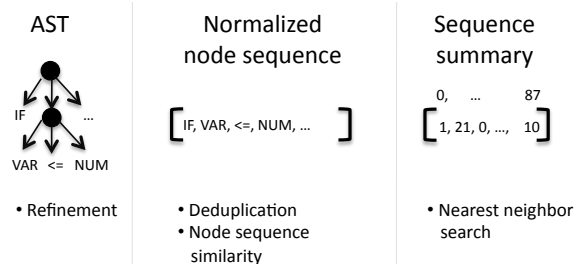 AST
IF
...
VAR <= NUM
• Refinement
Normalized
node sequence
[ IF, VAR, <=, NUM, ... ]
• Deduplication
• Node sequence
similarity
Sequence
summary
0, ... 87
[ 1, 21, 0, ..., 10 ]
• Nearest neighbor
search